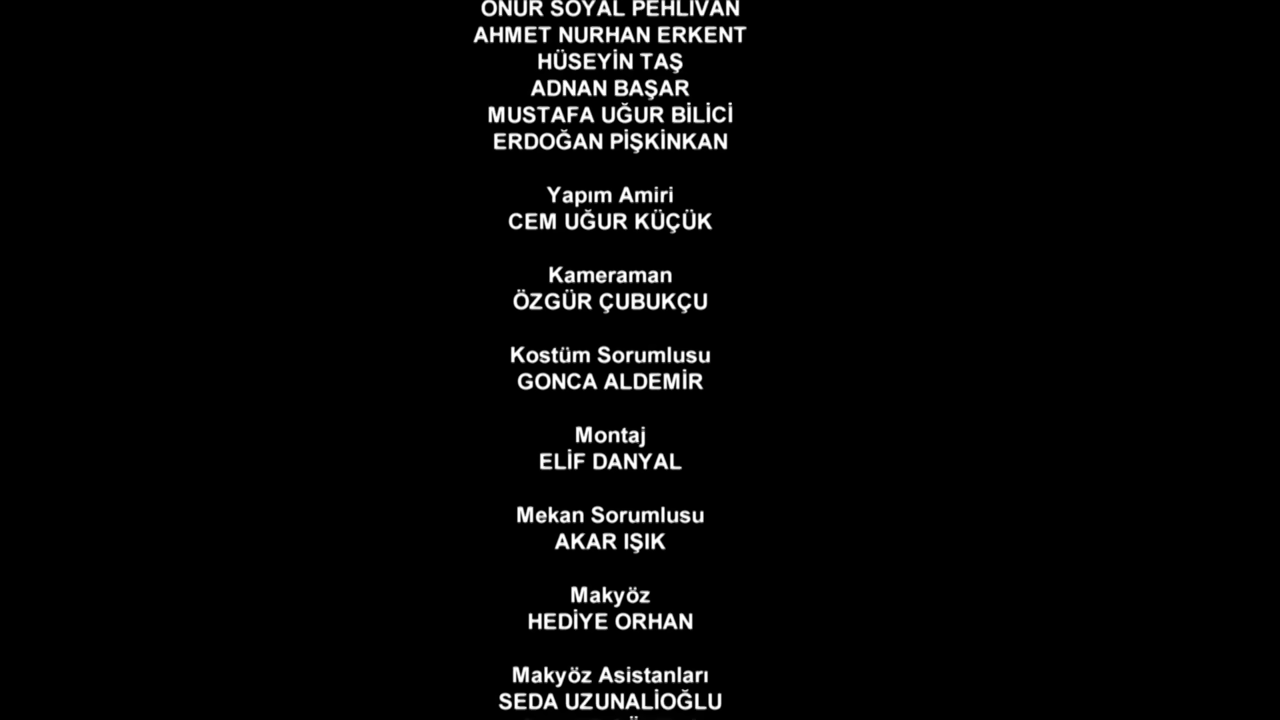 ONUR SOYAL PEHLİVAN
AHMET NURHAN ERKENT
HÜSEYİN TAŞ
ADNAN BAŞAR
MUSTAFA UĞUR BİLİCİ
ERDOĞAN PİŞKİNKAN
Yapım Amiri
CEM UĞUR KÜÇÜK
Kameraman
ÖZGÜR ÇUBUKÇU
Kostüm Sorumlusu
GONCA ALDEMİR
Montaj
ELİF DANYAL
Mekan Sorumlusu
AKAR IŞIK
Makyöz
HEDİYE ORHAN
Makyöz Asistanları
SEDA UZUNALİOĞLU